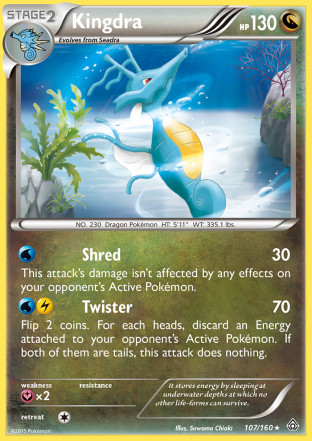 STAGE2 Kingdra HP130
Evolves from Seadra
NO. 230 Dragon Pokémon HT: 5'11" WT: 335.1 lbs.
Shred 30
This attack's damage isn't affected by any effects on
your opponent's Active Pokémon.
Twister 70
Flip 2 coins. For each heads, discard an Energy
attached to your opponent's Active Pokémon. If
both of them are tails, this attack does nothing.
weakness resistance
×2
retreat
It stores energy by sleeping at
underwater depths at which no
other life-forms can survive.
©2015 Pokémon
Illus. Suwama Chiaki 107/160 ★